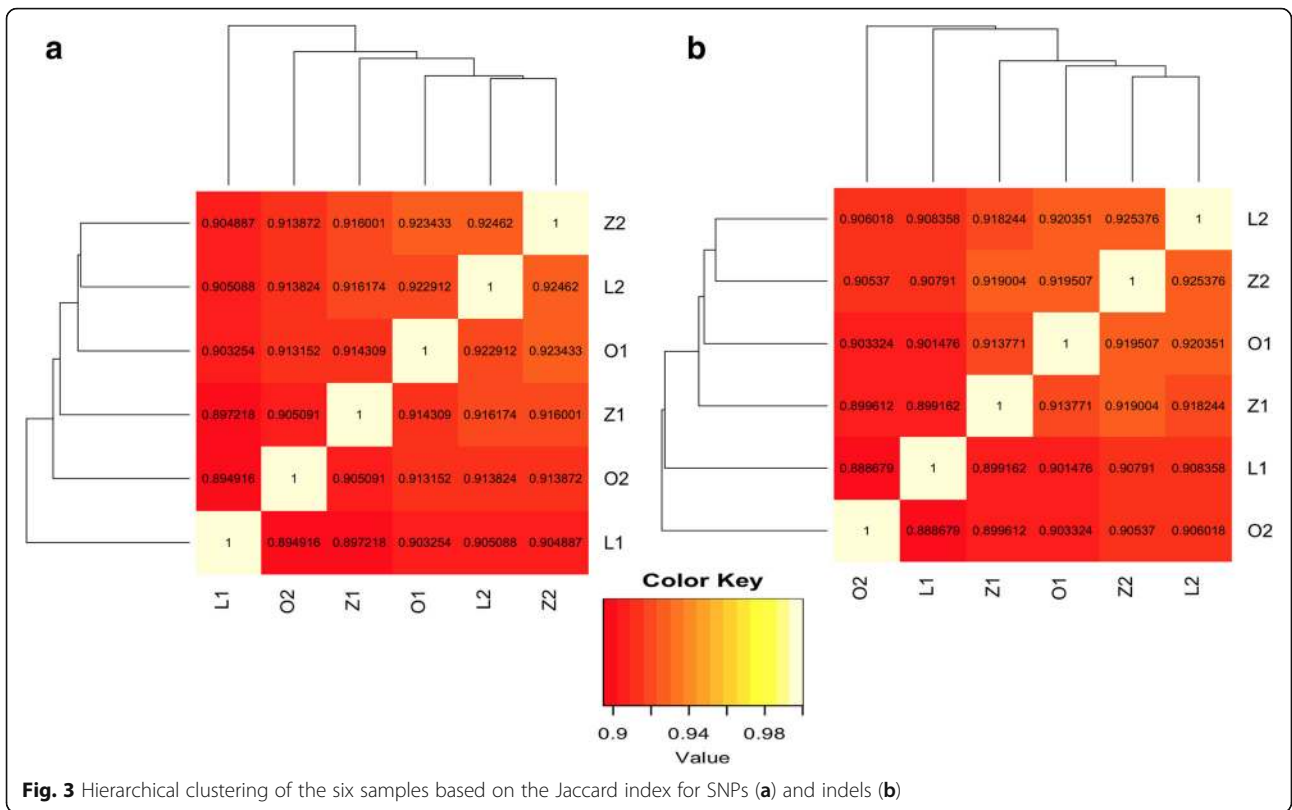 a
b
0.904887 0.913872 0.916001 0.923433 0.92462 1 Z2
0.905088 0.913824 0.916174 0.922912 1 0.92462 L2
0.903254 0.913152 0.914309 1 0.922912 0.923433 O1
0.897218 0.905091 1 0.914309 0.916174 0.916001 Z1
0.894916 1 0.905091 0.913152 0.913824 0.913872 O2
1 0.894916 0.897218 0.903254 0.905088 0.904887 L1
L1 O2 Z1 O1 L2 Z2
0.906018 0.908358 0.918244 0.920351 0.925376 1 L2
0.90537 0.90791 0.919004 0.919507 1 0.925376 Z2
0.903324 0.901476 0.913771 1 0.919507 0.920351 O1
0.899612 0.899162 1 0.913771 0.919004 0.918244 Z1
0.888679 1 0.899162 0.901476 0.90791 0.908358 L1
1 0.888679 0.899612 0.903324 0.90537 0.906018 O2
O2 L1 Z1 O1 Z2 L2
Color Key
0.9 0.94 0.98
Value
Fig. 3 Hierarchical clustering of the six samples based on the Jaccard index for SNPs (a) and indels (b)